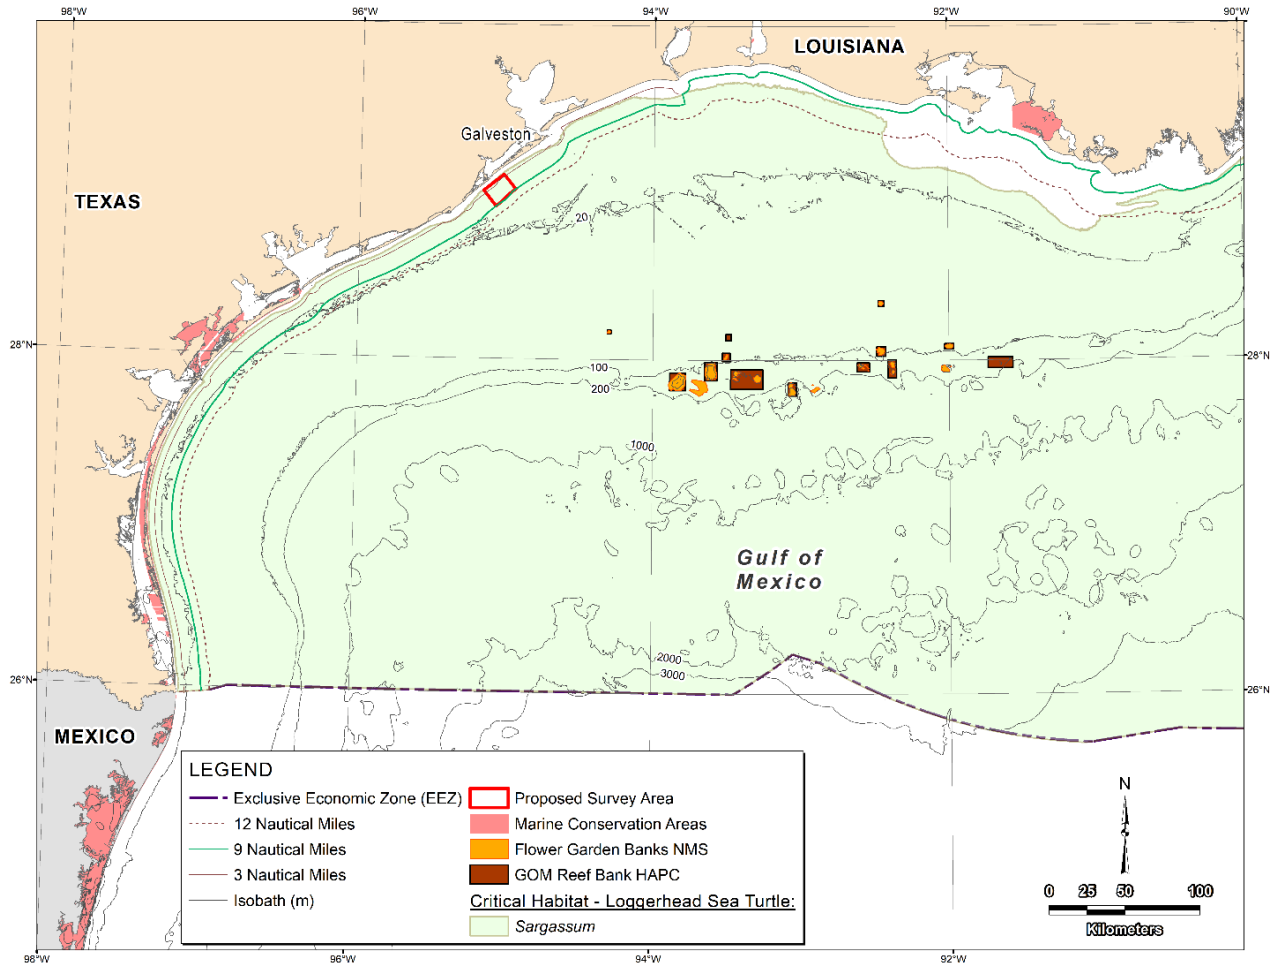 98°W 96°W 94°W 92°W 90°W
LOUISIANA
Galveston
TEXAS
20
28°N 28°N
100
200
1000
Gulf of
Mexico
2000
3000
26°N 26°N
MEXICO
LEGEND
Exclusive Economic Zone (EEZ)
12 Nautical Miles
9 Nautical Miles
3 Nautical Miles
Isobath (m)
Proposed Survey Area
Marine Conservation Areas
Flower Garden Banks NMS
GOM Reef Bank HAPC
Critical Habitat - Loggerhead Sea Turtle:
Sargassum
N
0 25 50 100
Kilometers
98°W 96°W 94°W 92°W